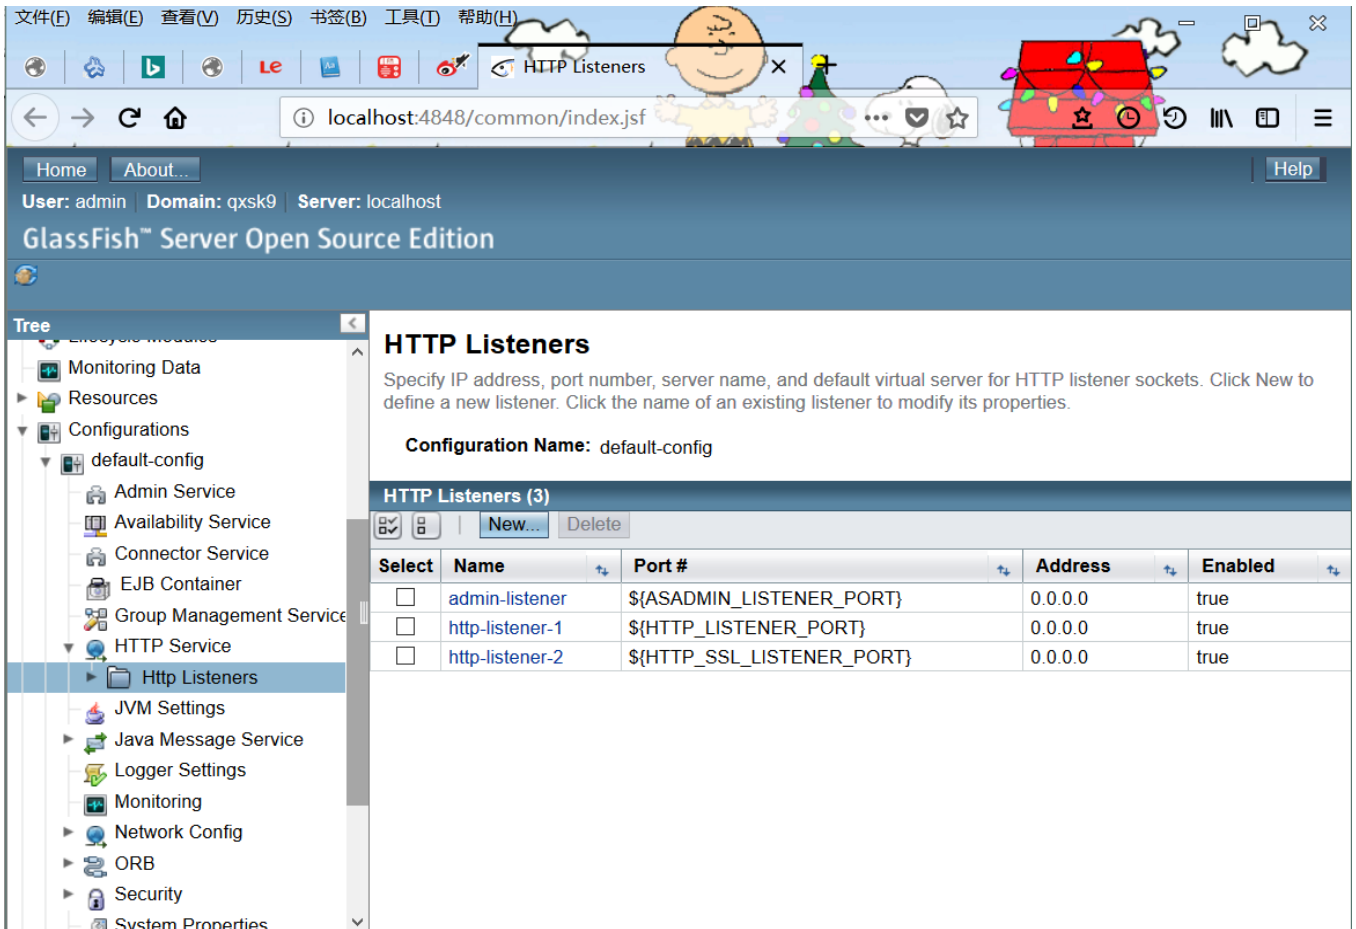 文件(F) 编辑(E) 查看(V) 历史(S) 书签(B) 工具(T) 帮助(H)
Le HTTP Listeners
localhost:4848/common/index.jsf
Home About... Help
User: admin Domain: qxsk9 Server: localhost
GlassFish™ Server Open Source Edition
Tree
Lifecycle Modules
Monitoring Data
Resources
Configurations
default-config
Admin Service
Availability Service
Connector Service
EJB Container
Group Management Service
HTTP Service
Http Listeners
JVM Settings
Java Message Service
Logger Settings
Monitoring
Network Config
ORB
Security
System Properties
HTTP Listeners
Specify IP address, port number, server name, and default virtual server for HTTP listener sockets. Click New to
define a new listener. Click the name of an existing listener to modify its properties.
Configuration Name: default-config
HTTP Listeners (3)
New... Delete
Select Name Port # Address Enabled
admin-listener ${ASADMIN_LISTENER_PORT} 0.0.0.0 true
http-listener-1 ${HTTP_LISTENER_PORT} 0.0.0.0 true
http-listener-2 ${HTTP_SSL_LISTENER_PORT} 0.0.0.0 true